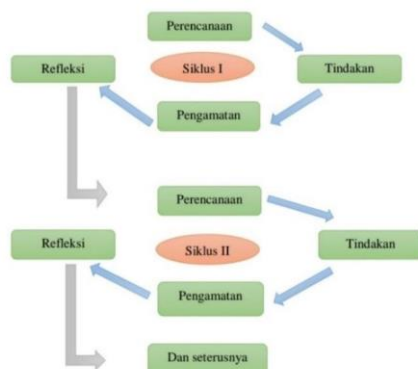 Perencanaan
Refleksi
Siklus I
Tindakan
Pengamatan
Perencanaan
Refleksi
Siklus II
Tindakan
Pengamatan
Dan seterusnya